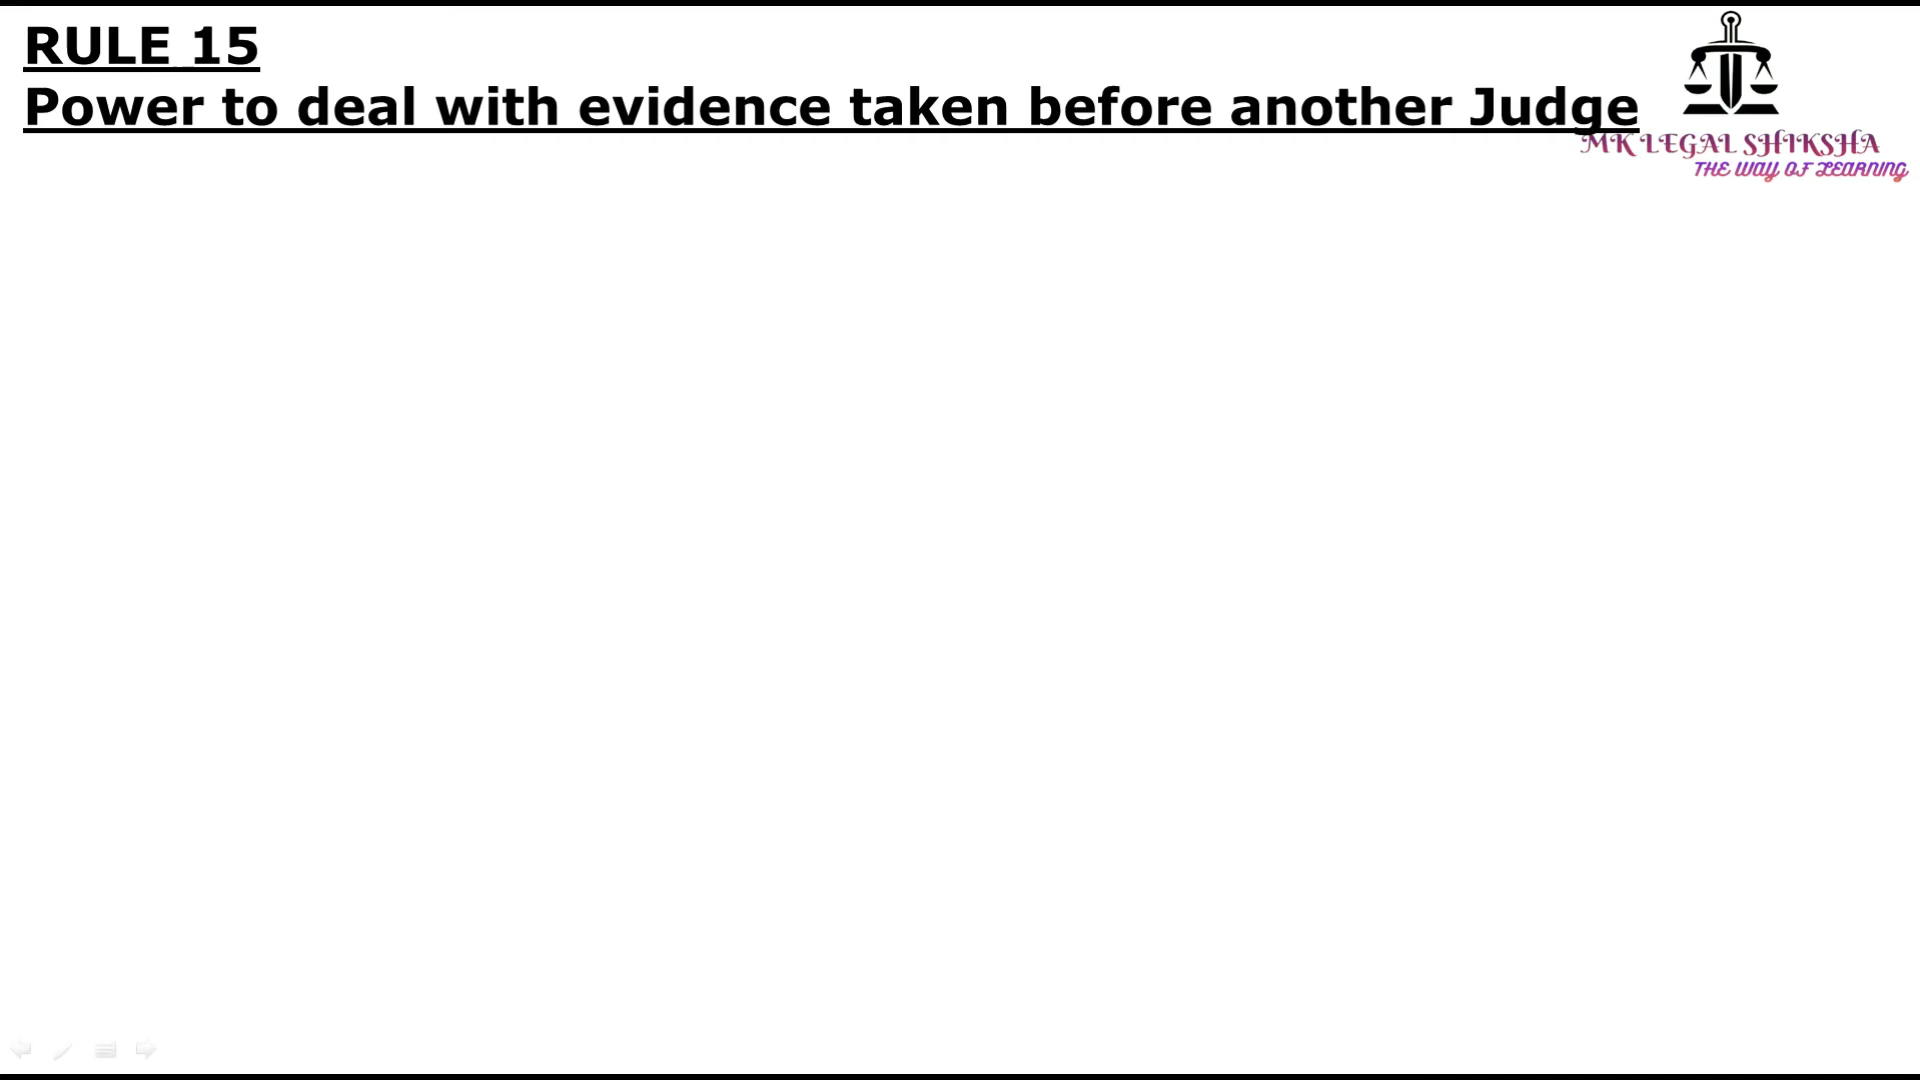 RULE 15
Power to deal with evidence taken before another Judge
MK LEGAL SHIKSHA
THE WAY OF LEARNING